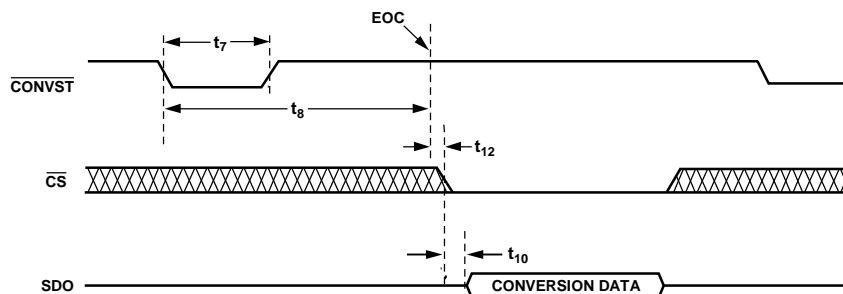 EOC
t7
CONVST
t8
t12
CS
t10
SDO
CONVERSION DATA